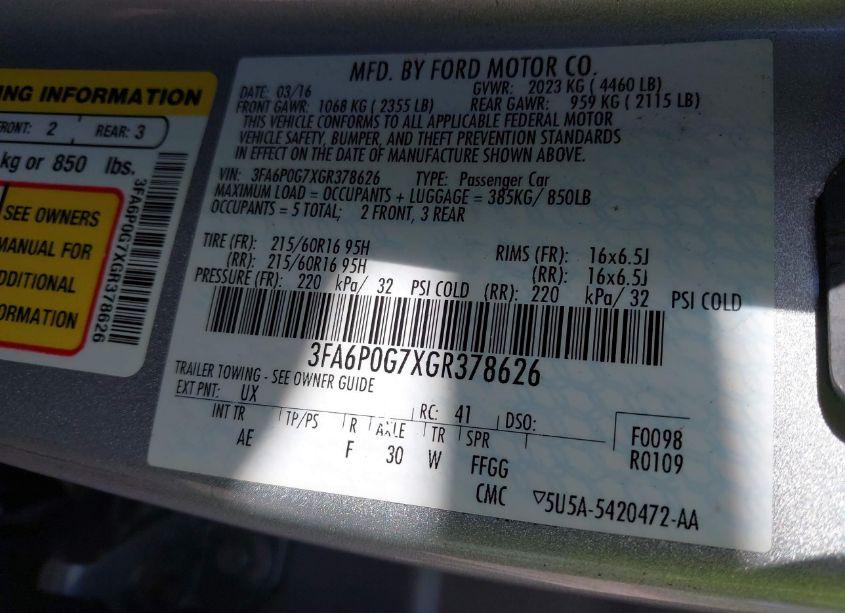 NG INFORMATION
FRONT: 2 REAR: 3
kg or 850 lbs.
SEE OWNERS
MANUAL FOR
ADDITIONAL
INFORMATION
3FA6P0G7XGR378626
MFD. BY FORD MOTOR CO.
DATE: 03/16 GVWR: 2023 KG ( 4460 LB)
FRONT GAWR: 1068 KG ( 2355 LB) REAR GAWR: 959 KG ( 2115 LB)
THIS VEHICLE CONFORMS TO ALL APPLICABLE FEDERAL MOTOR
VEHICLE SAFETY, BUMPER, AND THEFT PREVENTION STANDARDS
IN EFFECT ON THE DATE OF MANUFACTURE SHOWN ABOVE.
VIN: 3FA6P0G7XGR378626 TYPE: Passenger Car
MAXIMUM LOAD = OCCUPANTS + LUGGAGE = 385KG/ 850LB
OCCUPANTS = 5 TOTAL; 2 FRONT, 3 REAR
TIRE (FR): 215/60R16 95H RIMS (FR): 16x6.5J
(RR): 215/60R16 95H (RR): 16x6.5J
PRESSURE (FR): 220 kPa/ 32 PSI COLD (RR): 220 kPa/ 32 PSI COLD
3FA6P0G7XGR378626
TRAILER TOWING - SEE OWNER GUIDE
EXT PNT: UX RC: 41 DSO:
INT TR TP/PS R AXLE TR SPR
AE F 30 W FFGG
F0098
R0109
CMC ▽5U5A-5420472-AA